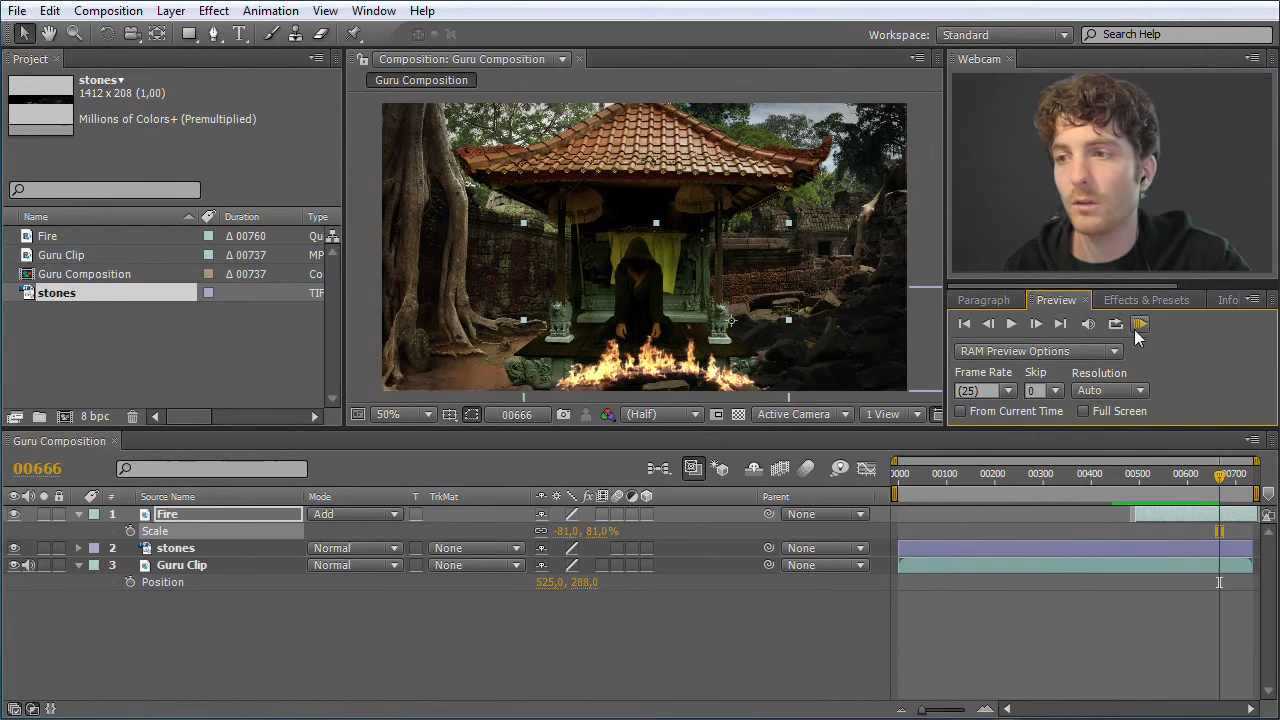 File Edit Composition Layer Effect Animation View Window Help
Workspace: Standard Search Help
Project
stones▾
1412 x 208 (1,00)
Millions of Colors+ (Premultiplied)
Name Duration Type
Fire Δ 00760 Qu
Guru Clip Δ 00737 MP
Guru Composition Δ 00737 Co
stones TIF
8 bpc
Composition: Guru Composition
Guru Composition
50% 00666 (Half) Active Camera 1 View
Webcam
Paragraph Preview Effects & Presets Info
RAM Preview Options
Frame Rate Skip Resolution
(25) 0 Auto
From Current Time Full Screen
Guru Composition
00666
0000 00100 00200 00300 00400 00500 00600 00700
# Source Name Mode T TrkMat fx Parent
1 Fire Add None
Scale -81,0, 81,0%
2 stones Normal None None
3 Guru Clip Normal None None
Position 525,0, 288,0